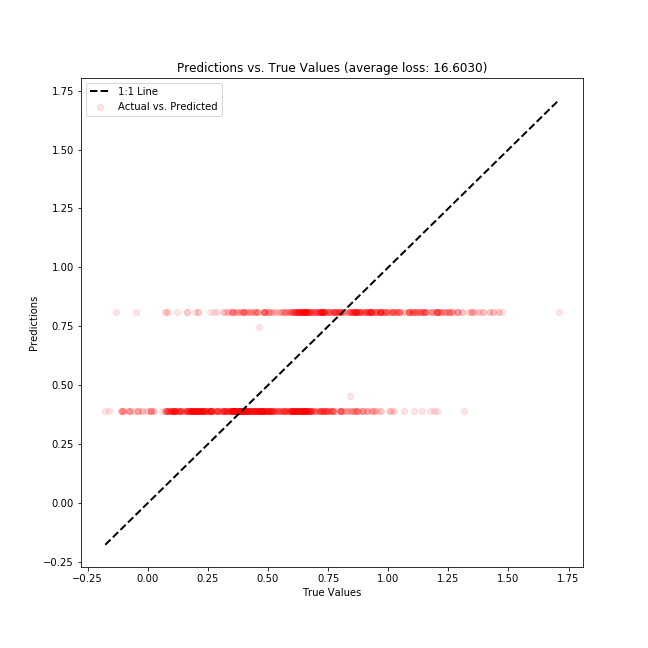 Predictions vs. True Values (average loss: 16.6030)
1:1 Line
Actual vs. Predicted
1.75
1.50
1.25
1.00
0.75
0.50
0.25
0.00
−0.25
Predictions
−0.25 0.00 0.25 0.50 0.75 1.00 1.25 1.50 1.75
True Values